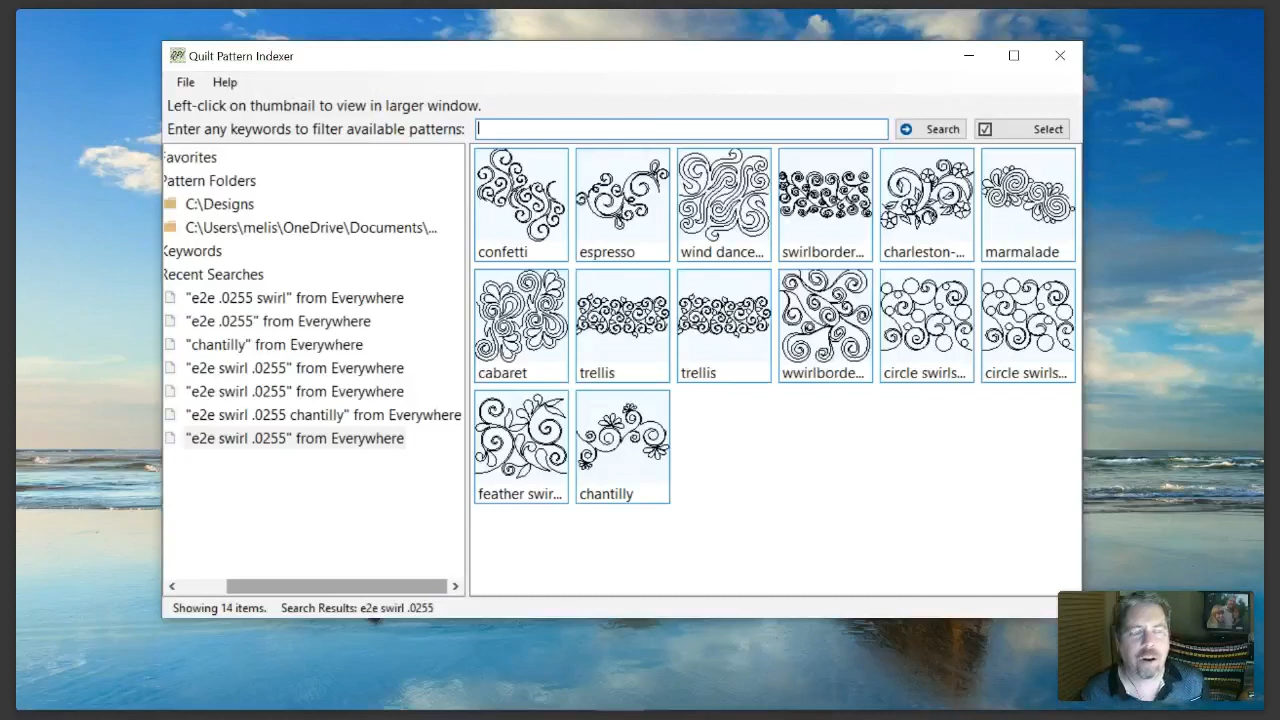 Quilt Pattern Indexer
File Help
Left-click on thumbnail to view in larger window.
Enter any keywords to filter available patterns: Search Select
Favorites
Pattern Folders
C:\Designs
C:\Users\melis\OneDrive\Documents\...
Keywords
Recent Searches
"e2e .0255 swirl" from Everywhere
"e2e .0255" from Everywhere
"chantilly" from Everywhere
"e2e swirl .0255" from Everywhere
"e2e swirl .0255" from Everywhere
"e2e swirl .0255 chantilly" from Everywhere
"e2e swirl .0255" from Everywhere
confetti espresso wind dance... swirlborder... charleston-... marmalade
cabaret trellis trellis wwirlborde... circle swirls... circle swirls...
feather swir... chantilly
Showing 14 items. Search Results: e2e swirl .0255